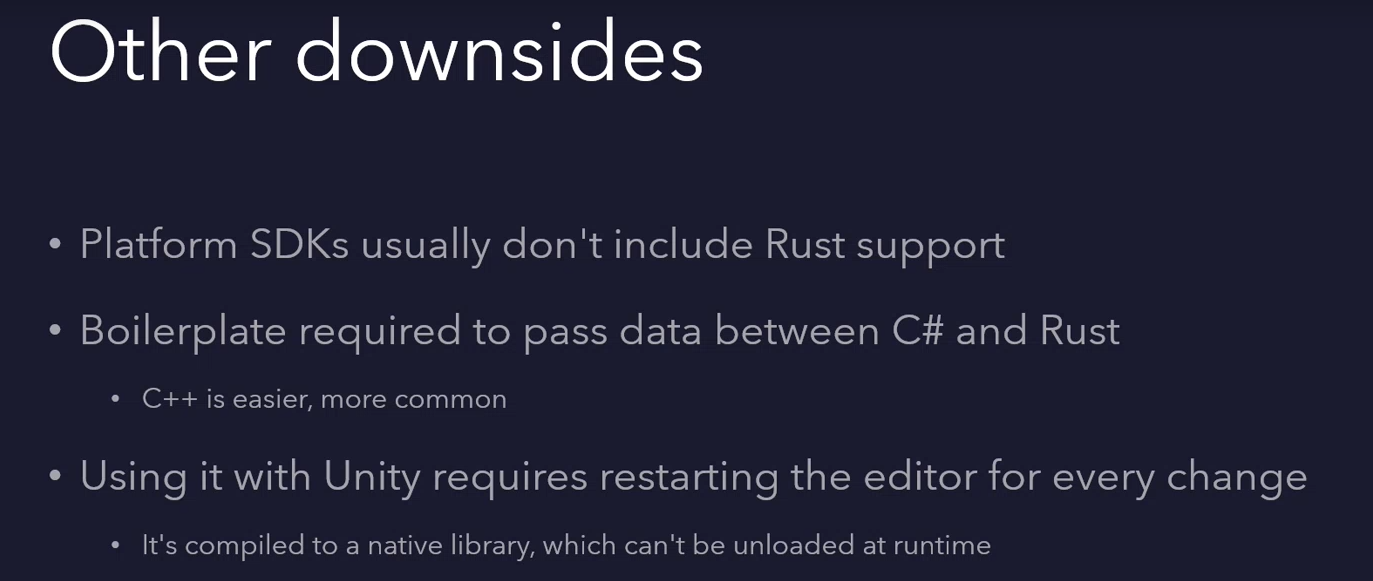 Other downsides
• Platform SDKs usually don't include Rust support
• Boilerplate required to pass data between C# and Rust
• C++ is easier, more common
• Using it with Unity requires restarting the editor for every change
• It's compiled to a native library, which can't be unloaded at runtime